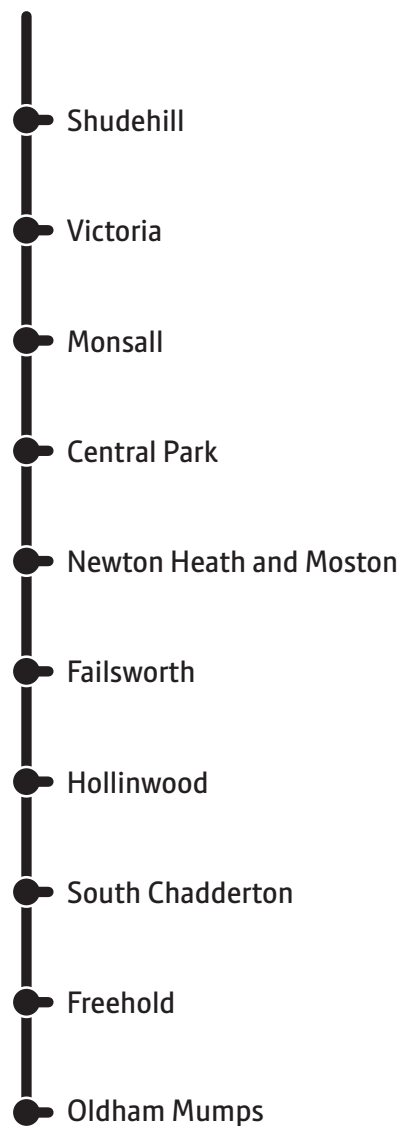 Shudehill
Victoria
Monsall
Central Park
Newton Heath and Moston
Failsworth
Hollinwood
South Chadderton
Freehold
Oldham Mumps